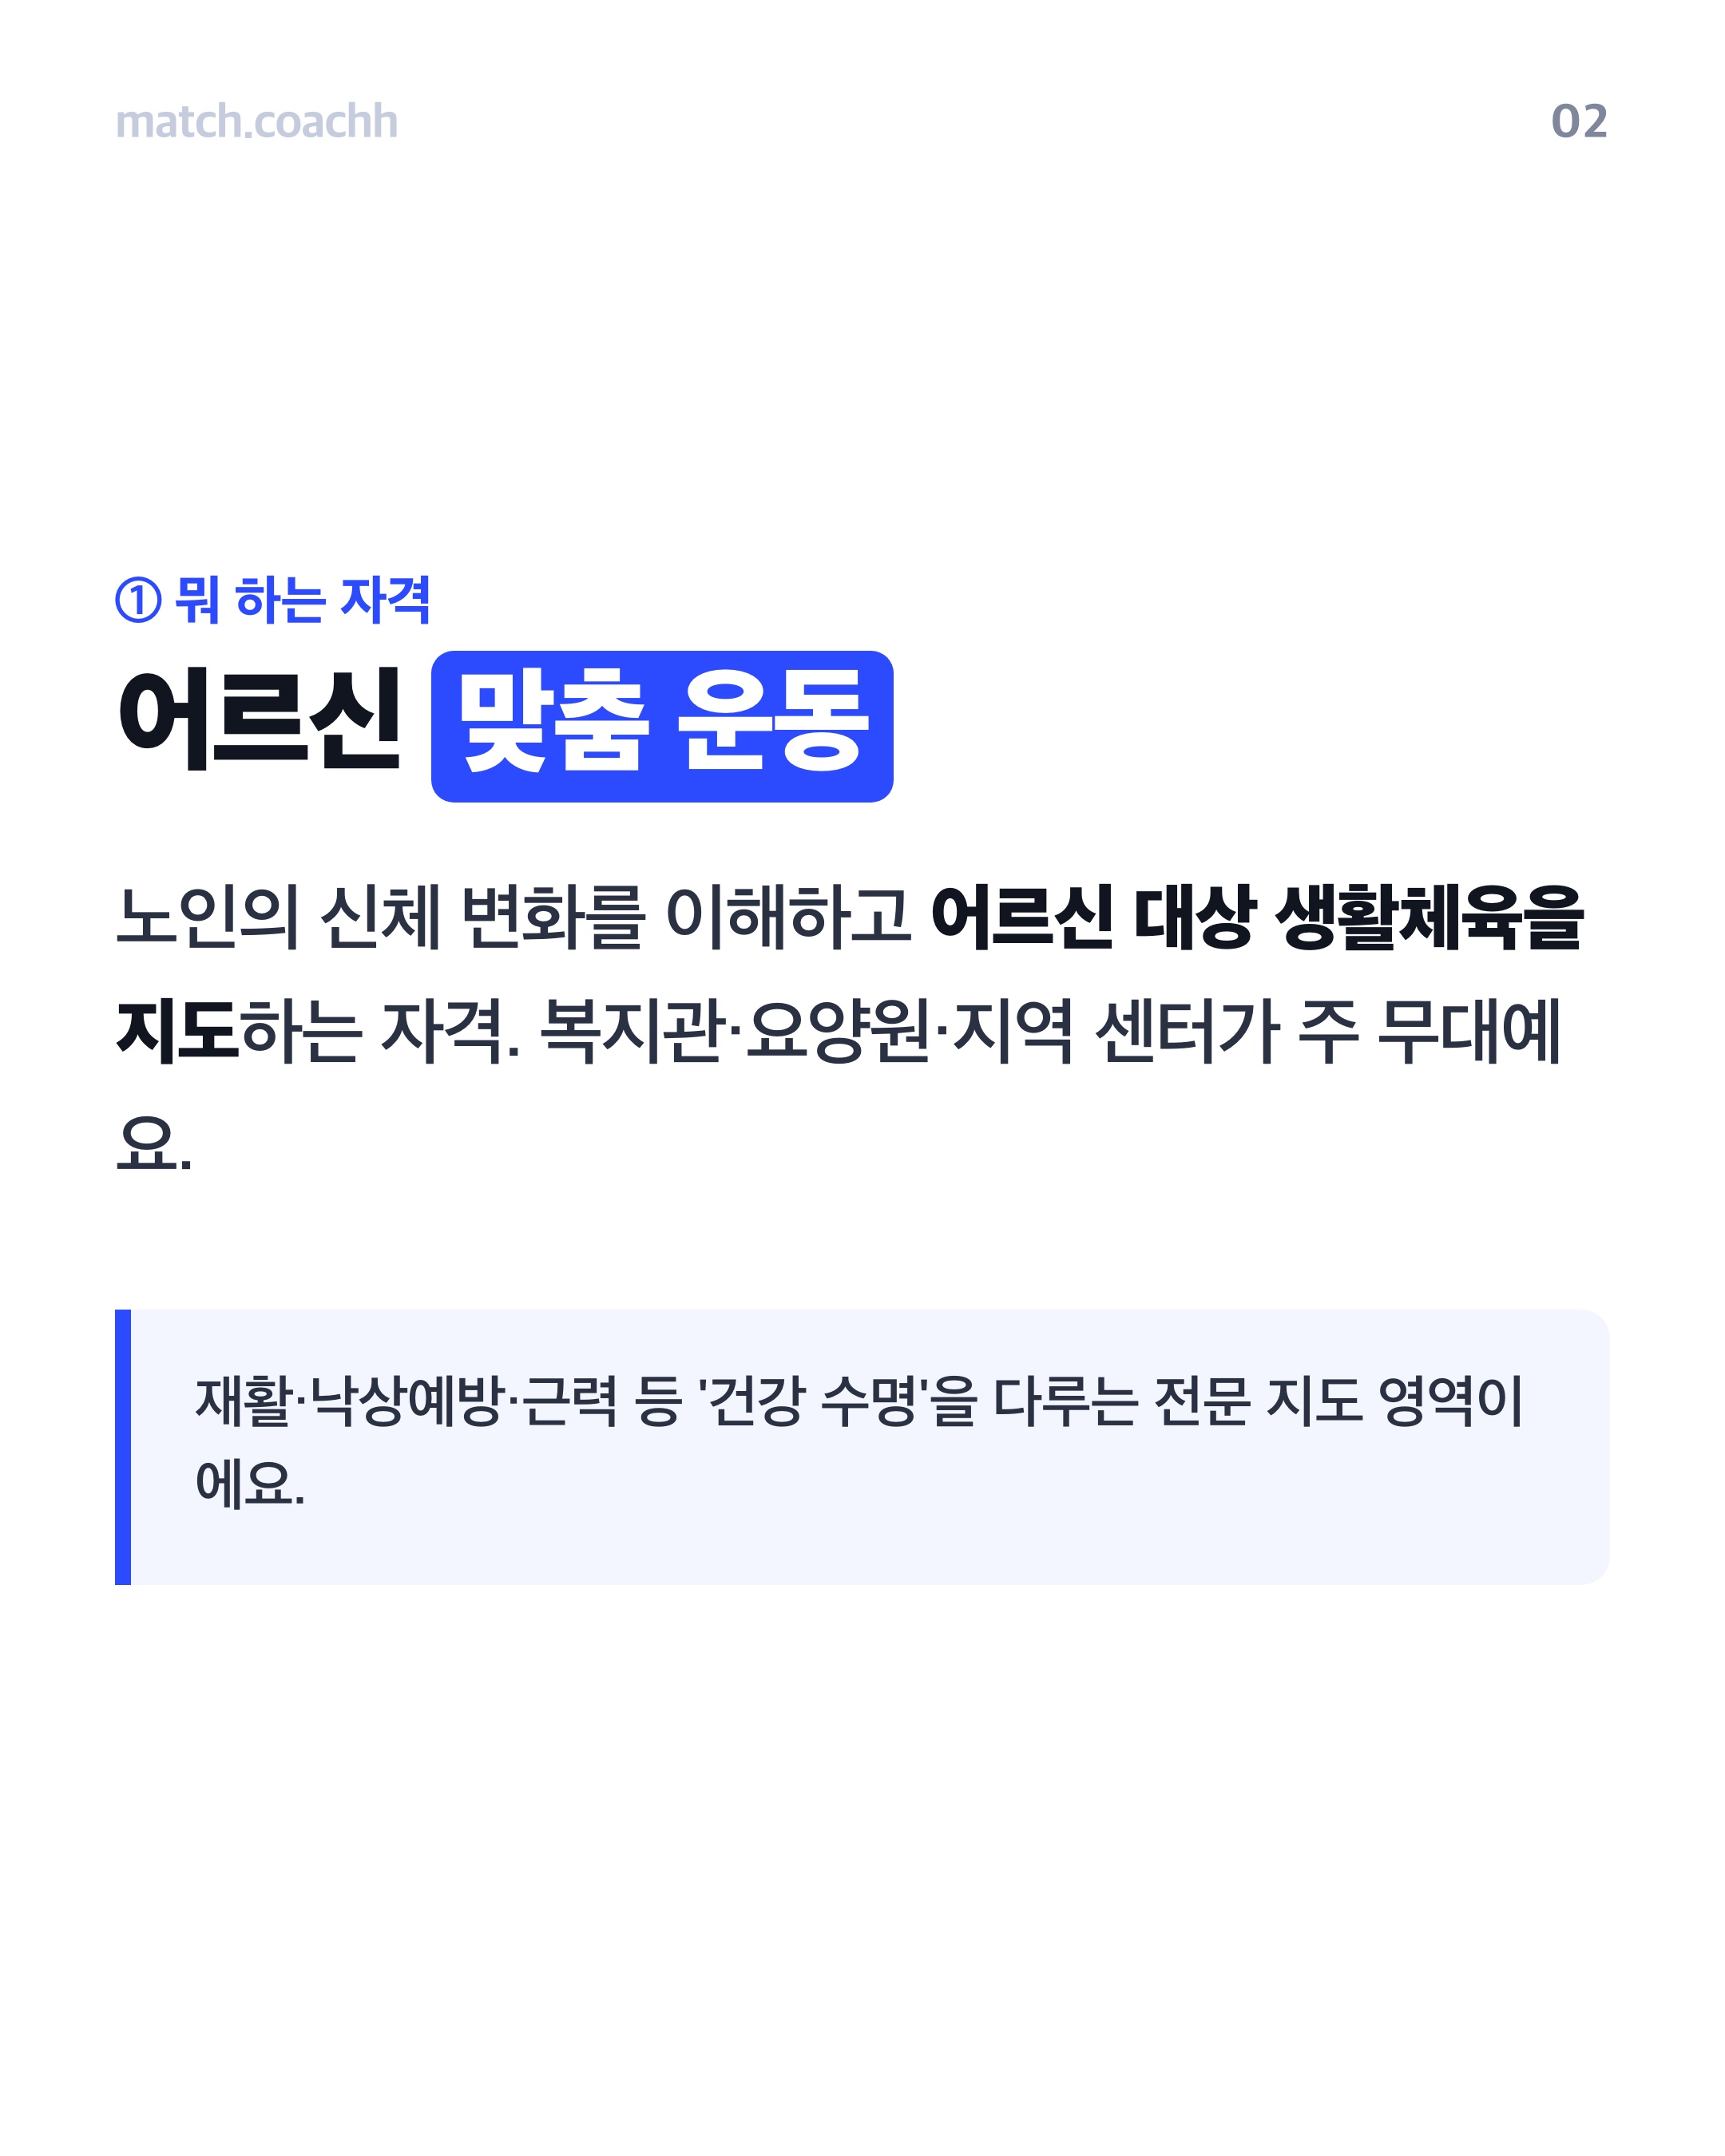 match.coachh
02
① 뭐 하는 자격
어르신 맞춤 운동
노인의 신체 변화를 이해하고 어르신 대상 생활체육을
지도하는 자격. 복지관·요양원·지역 센터가 주 무대예
요.
재활·낙상예방·근력 등 '건강 수명'을 다루는 전문 지도 영역이
에요.